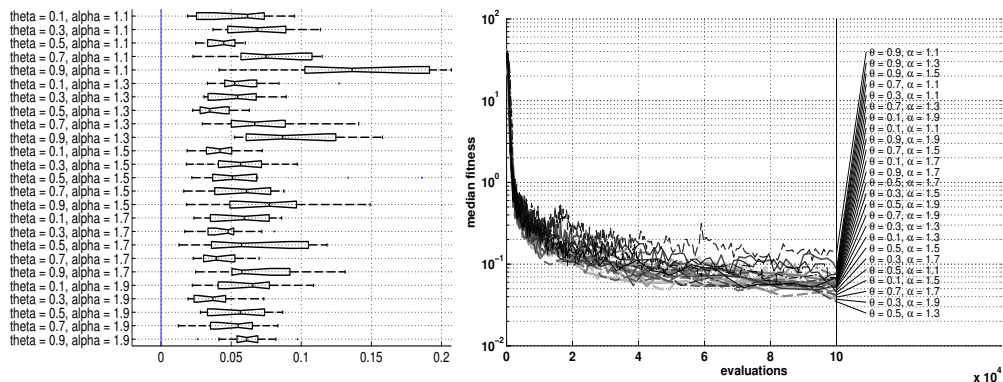 theta = 0.1, alpha = 1.1
theta = 0.3, alpha = 1.1
theta = 0.5, alpha = 1.1
theta = 0.7, alpha = 1.1
theta = 0.9, alpha = 1.1
theta = 0.1, alpha = 1.3
theta = 0.3, alpha = 1.3
theta = 0.5, alpha = 1.3
theta = 0.7, alpha = 1.3
theta = 0.9, alpha = 1.3
theta = 0.1, alpha = 1.5
theta = 0.3, alpha = 1.5
theta = 0.5, alpha = 1.5
theta = 0.7, alpha = 1.5
theta = 0.9, alpha = 1.5
theta = 0.1, alpha = 1.7
theta = 0.3, alpha = 1.7
theta = 0.5, alpha = 1.7
theta = 0.7, alpha = 1.7
theta = 0.9, alpha = 1.7
theta = 0.1, alpha = 1.9
theta = 0.3, alpha = 1.9
theta = 0.5, alpha = 1.9
theta = 0.7, alpha = 1.9
theta = 0.9, alpha = 1.9
0 0.05 0.1 0.15 0.2
median fitness
10^2
10^1
10^0
10^-1
10^-2
0 2 4 6 8 10
evaluations
x 10^4
θ = 0.9, α = 1.1
θ = 0.9, α = 1.3
θ = 0.9, α = 1.5
θ = 0.7, α = 1.1
θ = 0.3, α = 1.1
θ = 0.7, α = 1.3
θ = 0.1, α = 1.9
θ = 0.1, α = 1.1
θ = 0.9, α = 1.9
θ = 0.7, α = 1.5
θ = 0.1, α = 1.7
θ = 0.9, α = 1.7
θ = 0.5, α = 1.7
θ = 0.3, α = 1.5
θ = 0.5, α = 1.9
θ = 0.7, α = 1.9
θ = 0.3, α = 1.3
θ = 0.1, α = 1.3
θ = 0.5, α = 1.5
θ = 0.3, α = 1.7
θ = 0.5, α = 1.1
θ = 0.1, α = 1.5
θ = 0.7, α = 1.7
θ = 0.3, α = 1.9
θ = 0.5, α = 1.3